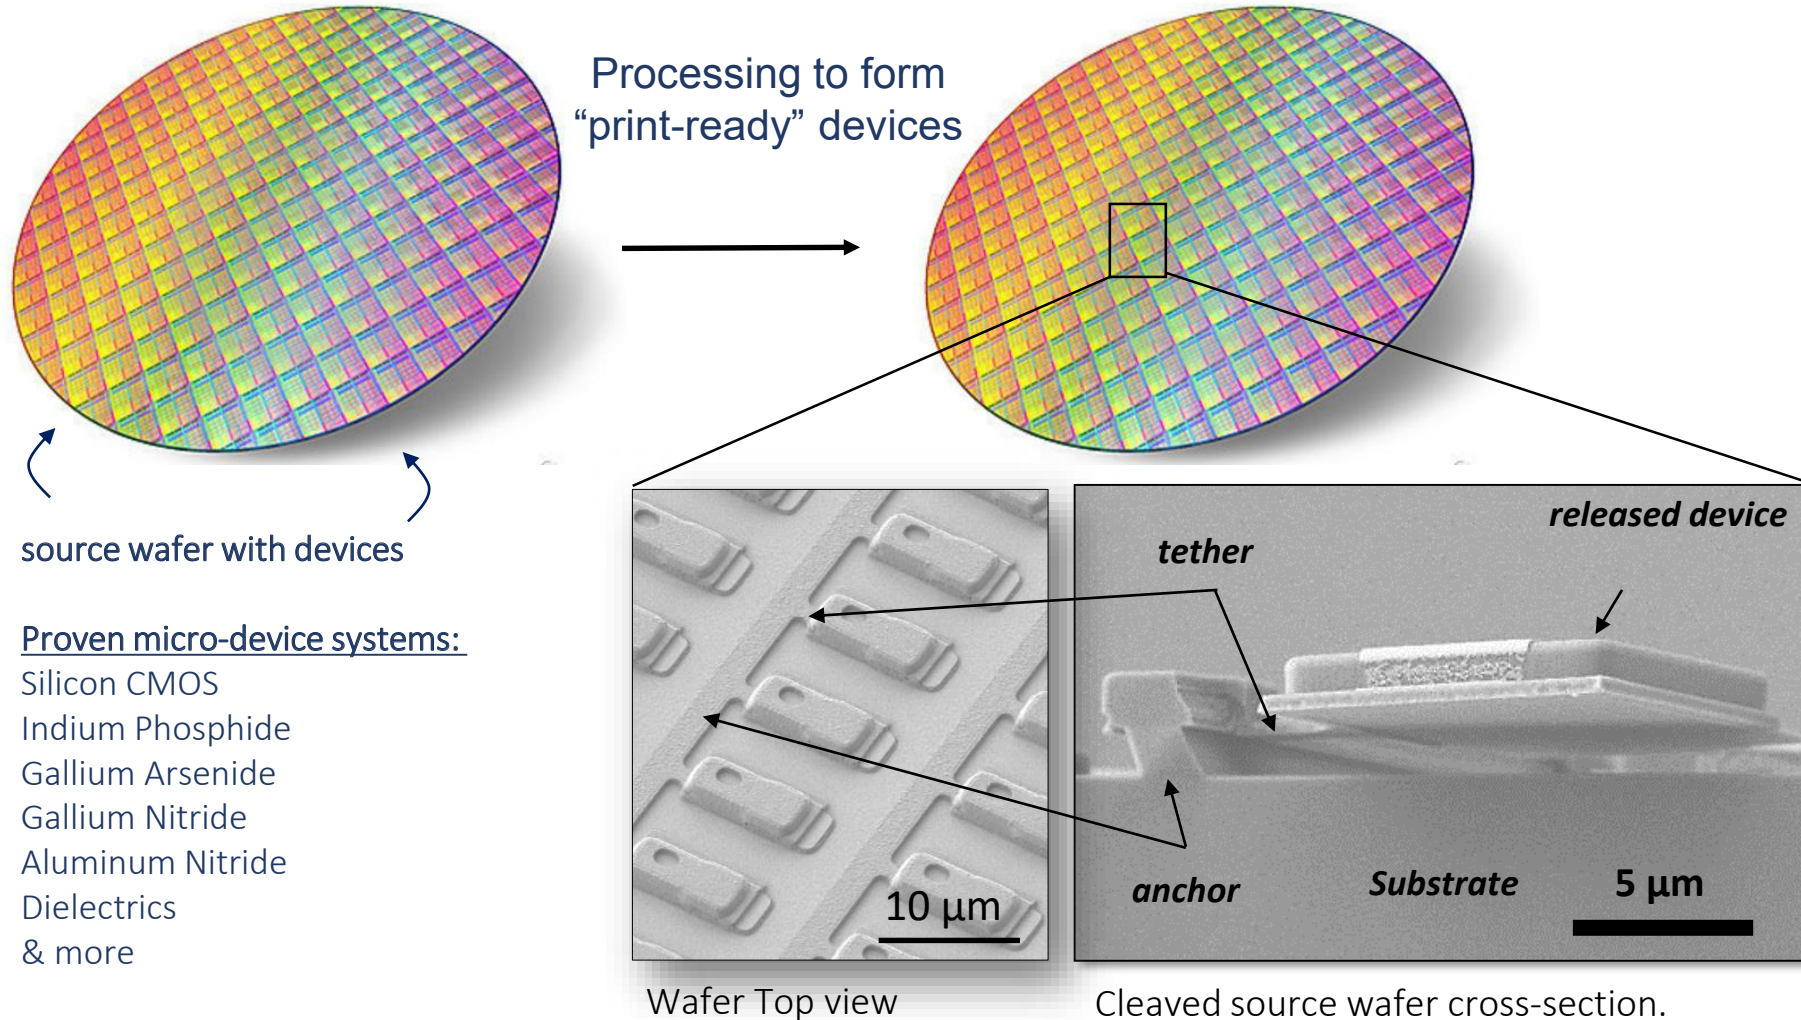 Processing to form
“print-ready” devices
source wafer with devices
Proven micro-device systems:
Silicon CMOS
Indium Phosphide
Gallium Arsenide
Gallium Nitride
Aluminum Nitride
Dielectrics
& more
released device
tether
anchor
Substrate
5 μm
10 μm
Wafer Top view
Cleaved source wafer cross-section.